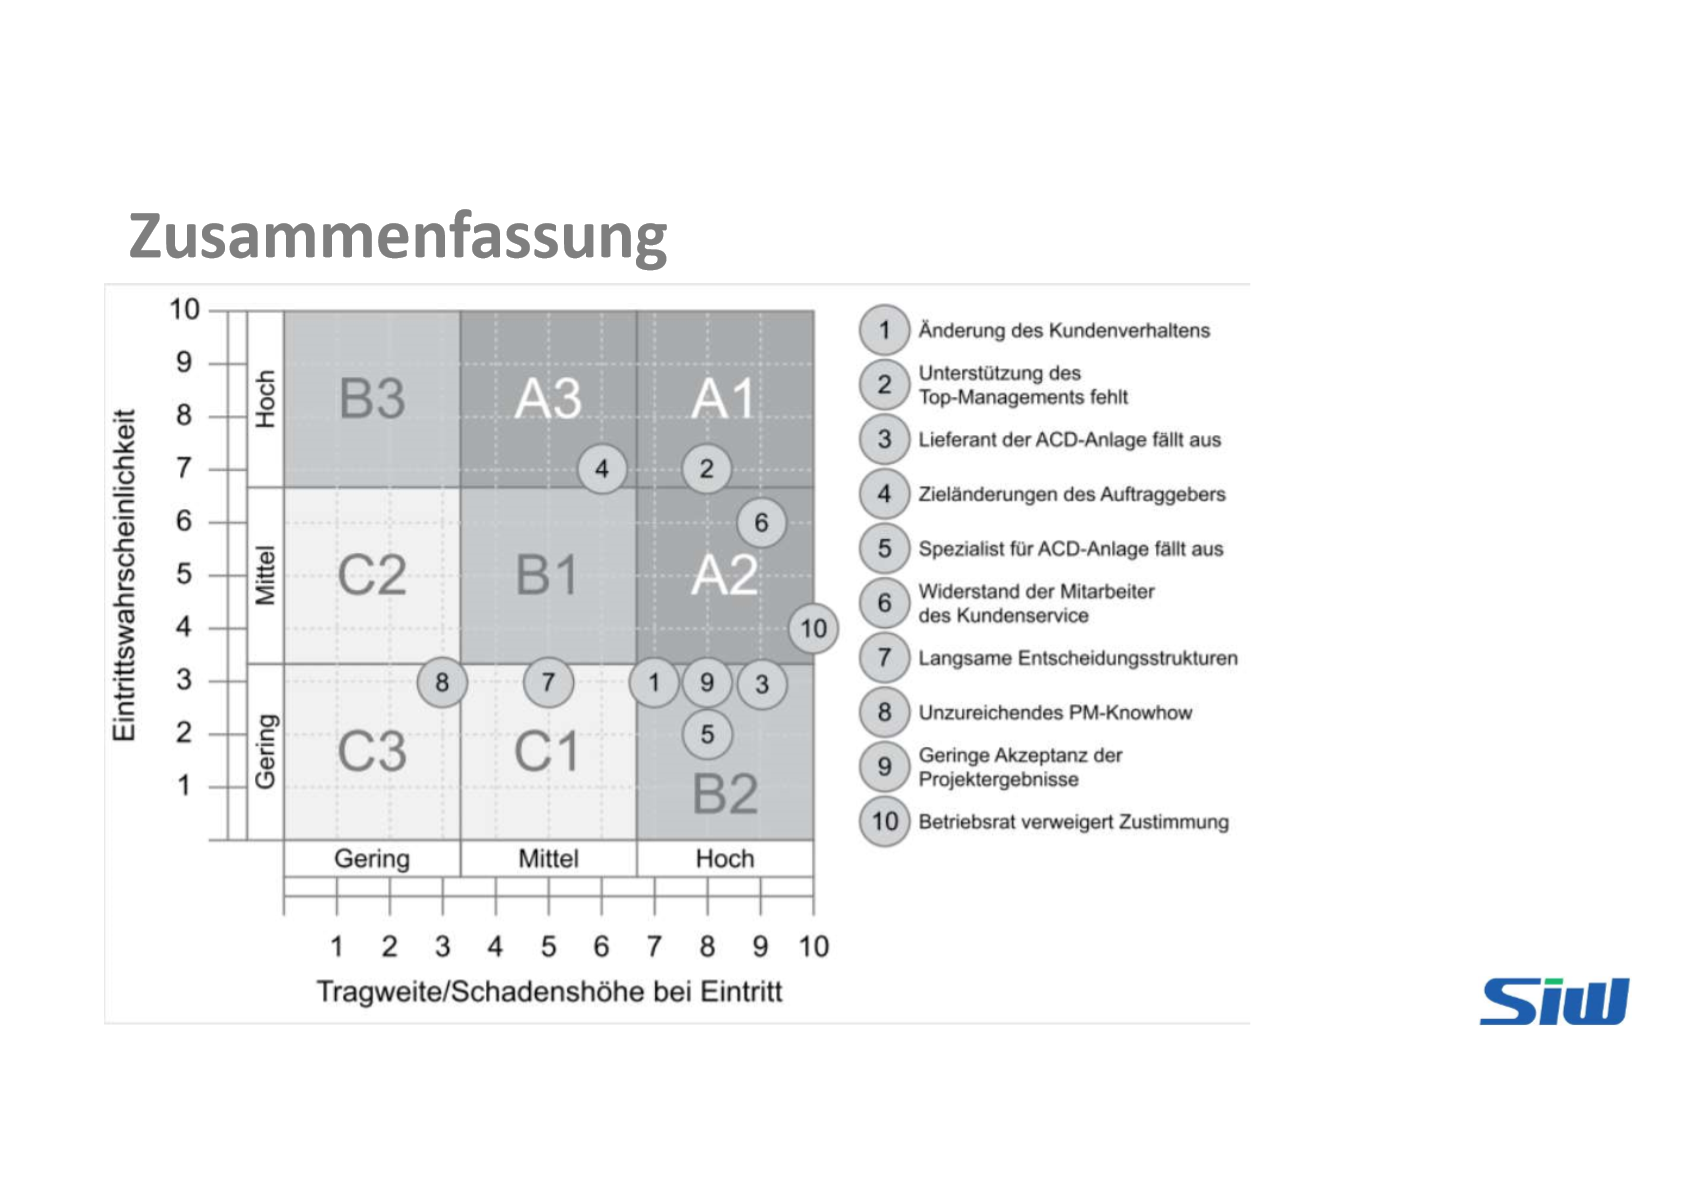 Zusammenfassung
Eintrittswahrscheinlichkeit
10
9
8
7
6
5
4
3
2
1
Hoch
Mittel
Gering
B3
A3
A1
4
2
6
C2
B1
A2
10
8
7
1
9
3
5
C3
C1
B2
Gering
Mittel
Hoch
1
2
3
4
5
6
7
8
9
10
Tragweite/Schadenshöhe bei Eintritt
1 Änderung des Kundenverhaltens
2 Unterstützung des
Top-Managements fehlt
3 Lieferant der ACD-Anlage fällt aus
4 Zieländerungen des Auftraggebers
5 Spezialist für ACD-Anlage fällt aus
6 Widerstand der Mitarbeiter
des Kundenservice
7 Langsame Entscheidungsstrukturen
8 Unzureichendes PM-Knowhow
9 Geringe Akzeptanz der
Projektergebnisse
10 Betriebsrat verweigert Zustimmung
Siw